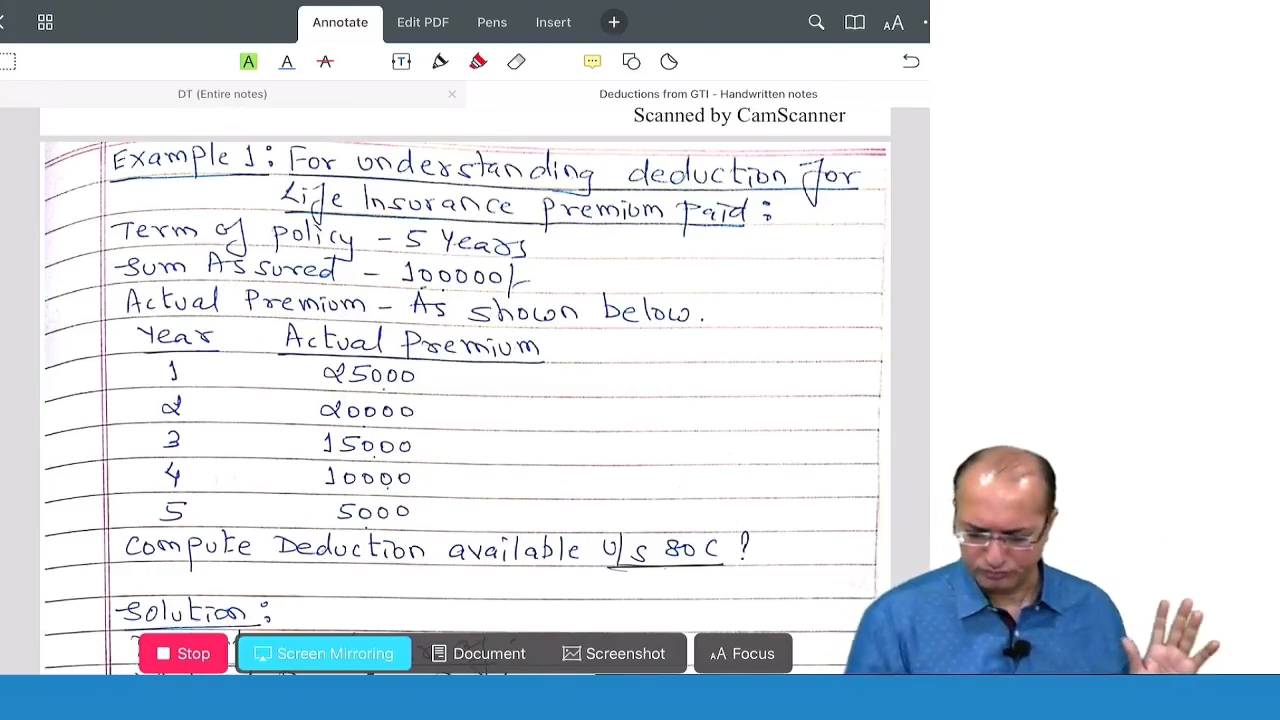 Annotate Edit PDF Pens Insert +
A A A T
DT (Entire notes) × Deductions from GTI - Handwritten notes
Scanned by CamScanner
Example 1: For understanding deduction for
Life Insurance Premium Paid:
Term of policy - 5 Years
Sum Assured - 100000/-
Actual Premium - As shown below.
Year Actual Premium
1 25000
2 20000
3 15000
4 10000
5 5000
Compute Deduction available U/s 80C?
Solution:
Stop Screen Mirroring Document Screenshot AA Focus